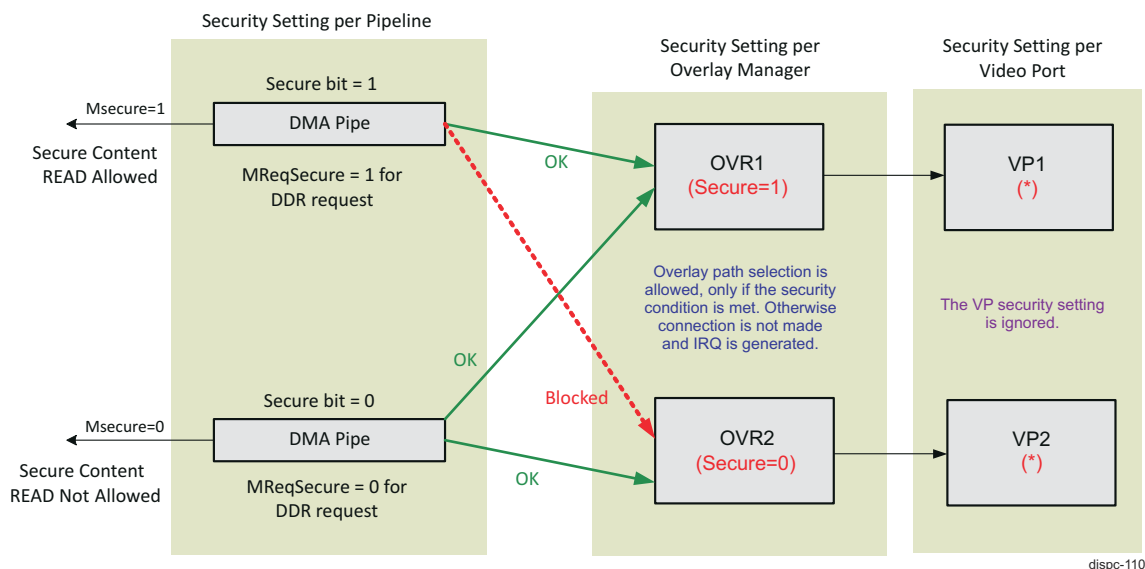 Security Setting per Pipeline
Security Setting per
Overlay Manager
Security Setting per
Video Port
Secure bit = 1
Msecure=1
DMA Pipe
Secure Content
READ Allowed
MReqSecure = 1 for
DDR request
OK
OVR1
(Secure=1)
VP1
(*)
Overlay path selection is
allowed, only if the security
condition is met. Otherwise
connection is not made
and IRQ is generated.
The VP security setting
is ignored.
OK
Blocked
Secure bit = 0
Msecure=0
DMA Pipe
Secure Content
READ Not Allowed
MReqSecure = 0 for
DDR request
OK
OVR2
(Secure=0)
VP2
(*)
dispc-110